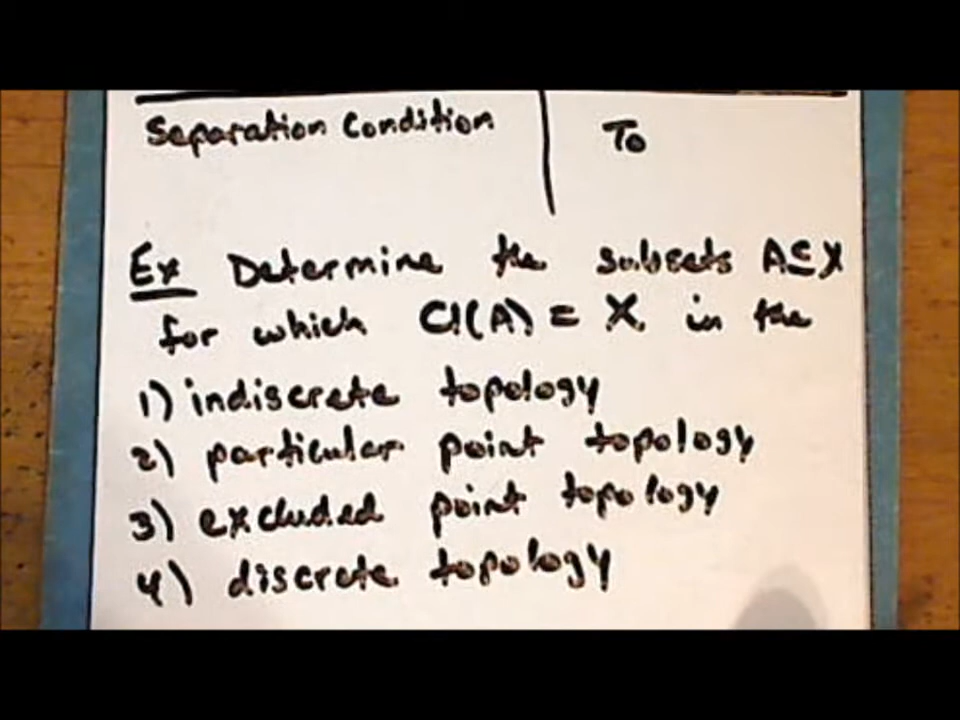 Separation Condition
To
Ex Determine the subsets A⊆X
for which Cl(A) = X in the
1) indiscrete topology
2) particular point topology
3) excluded point topology
4) discrete topology